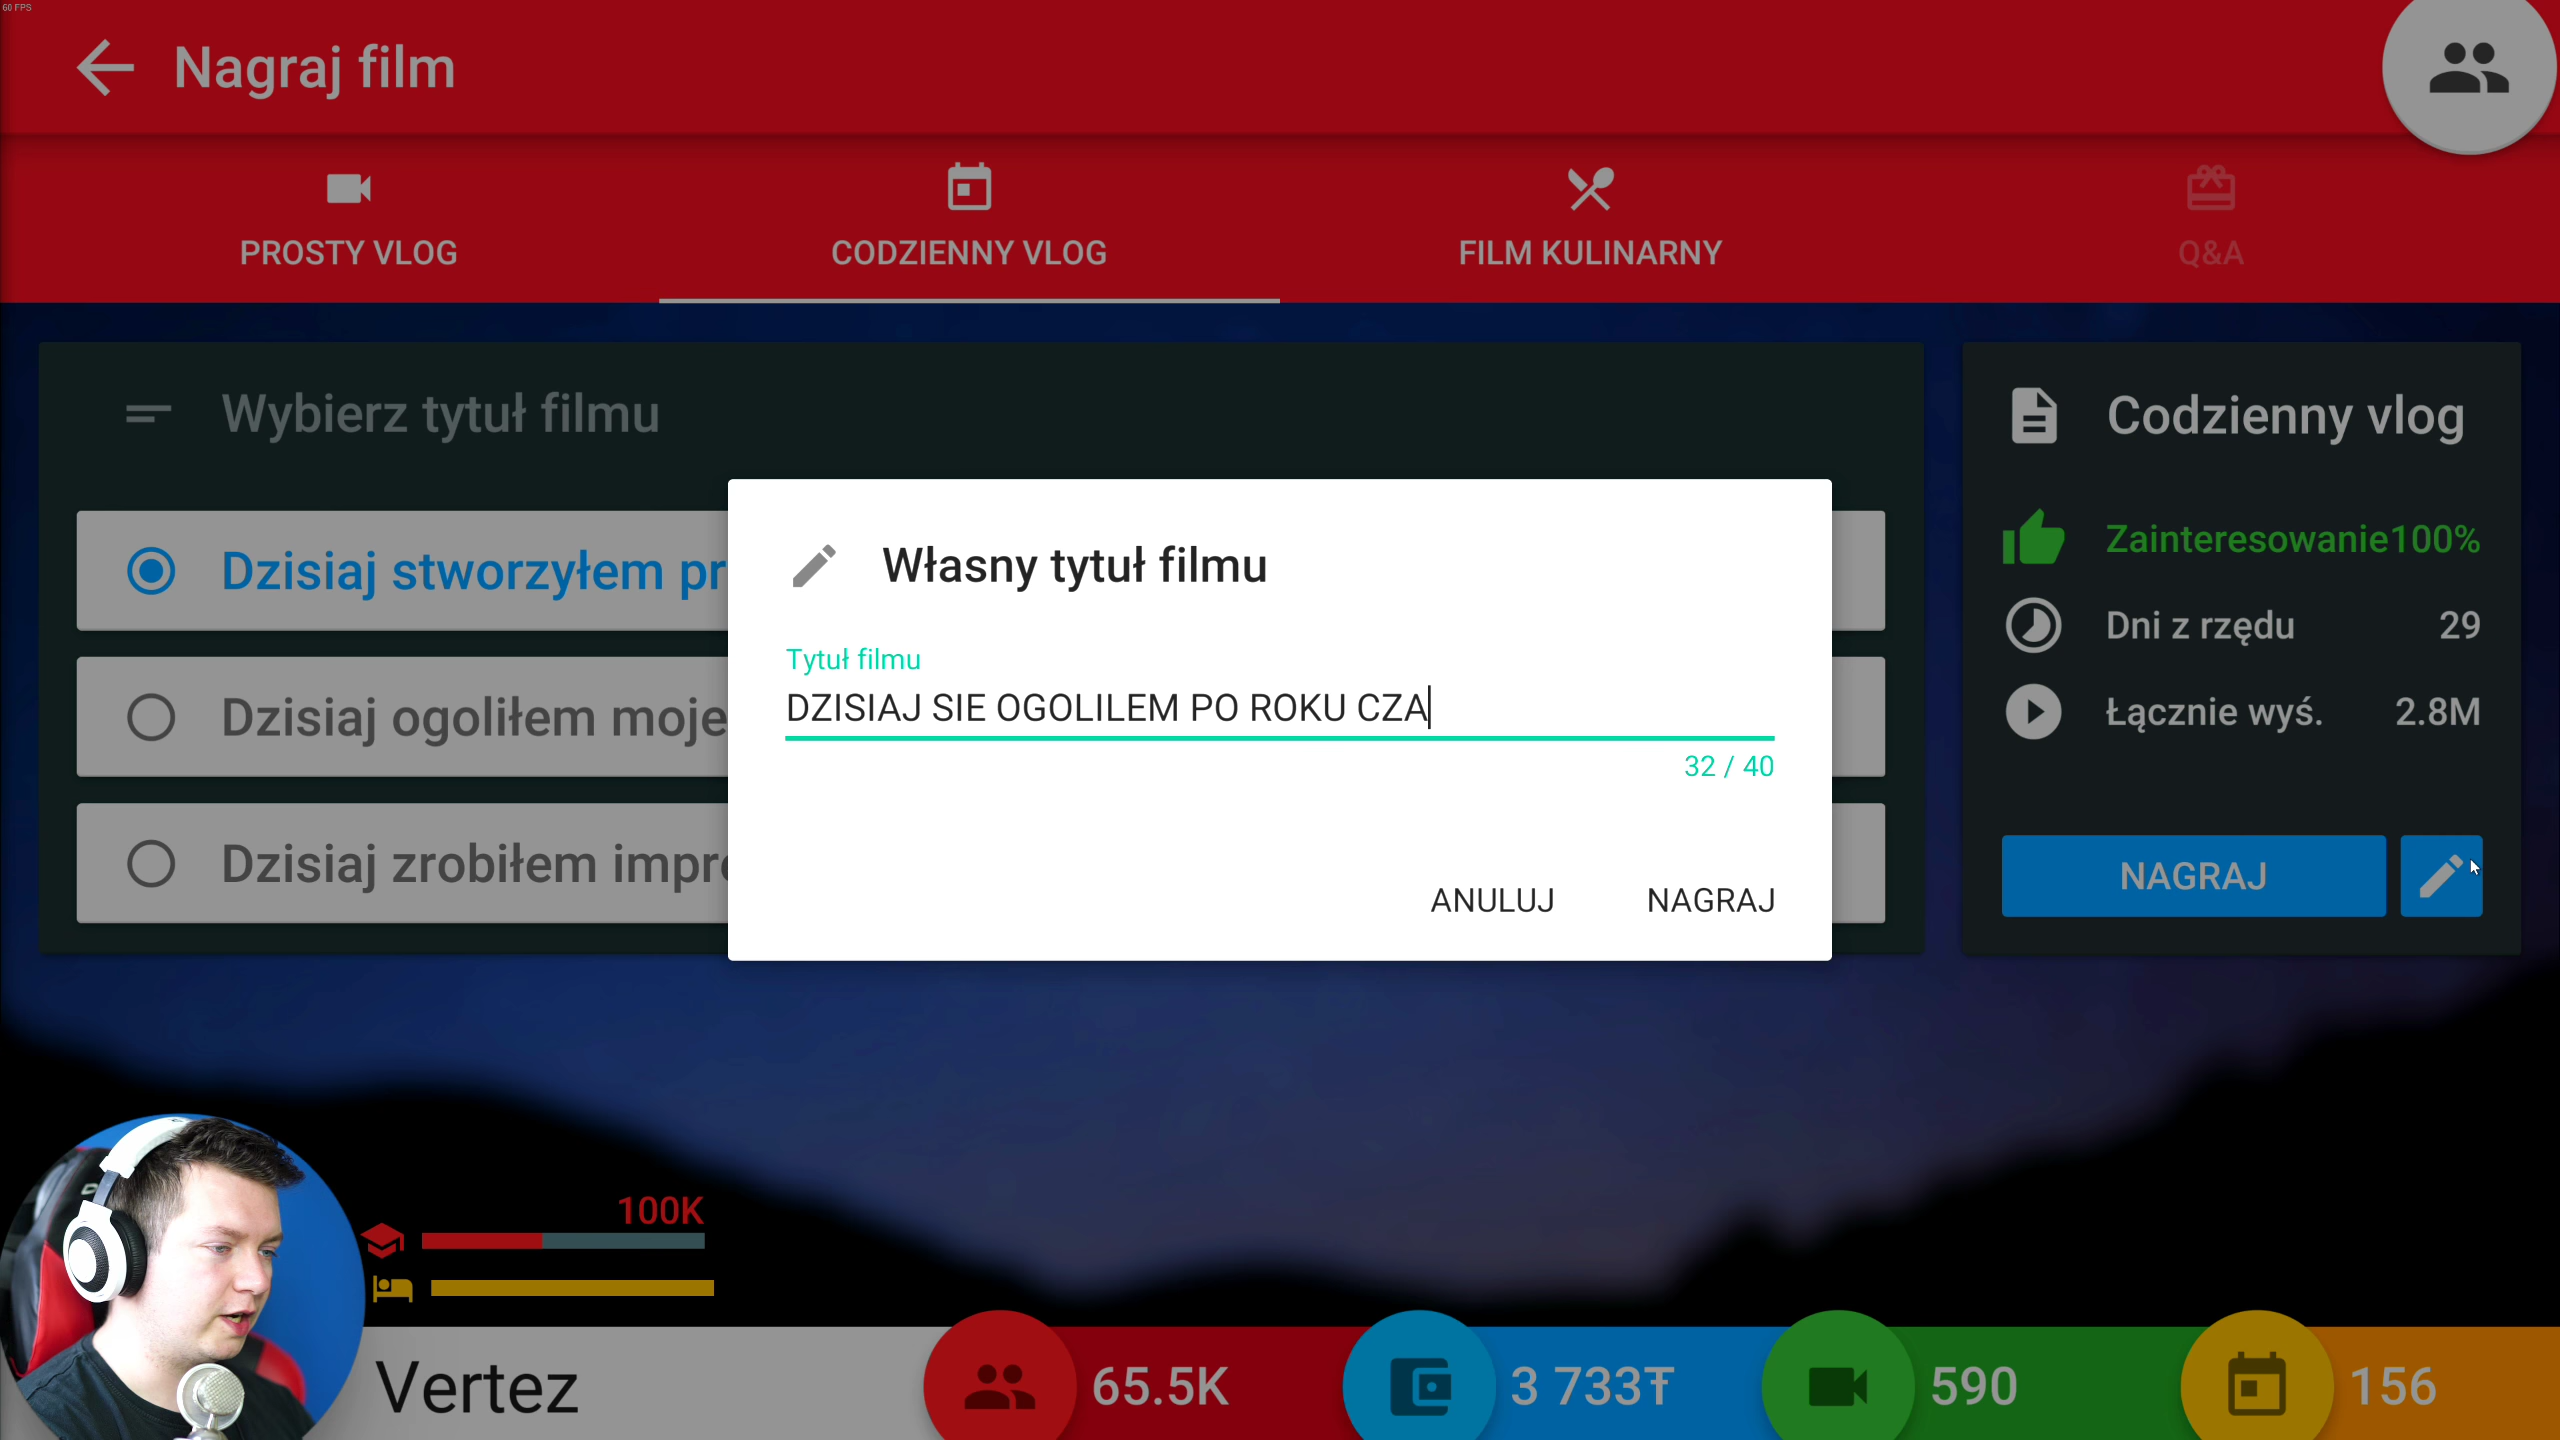 60 FPS
Nagraj film
PROSTY VLOG
CODZIENNY VLOG
FILM KULINARNY
Q&A
Wybierz tytuł filmu
Dzisiaj stworzyłem pr
Dzisiaj ogoliłem moje
Dzisiaj zrobiłem impr
Własny tytuł filmu
Tytuł filmu
DZISIAJ SIE OGOLILEM PO ROKU CZA
32 / 40
ANULUJ
NAGRAJ
Codzienny vlog
Zainteresowanie100%
Dni z rzędu 29
Łącznie wyś. 2.8M
NAGRAJ
100K
Vertez
65.5K
3 733Ŧ
590
156